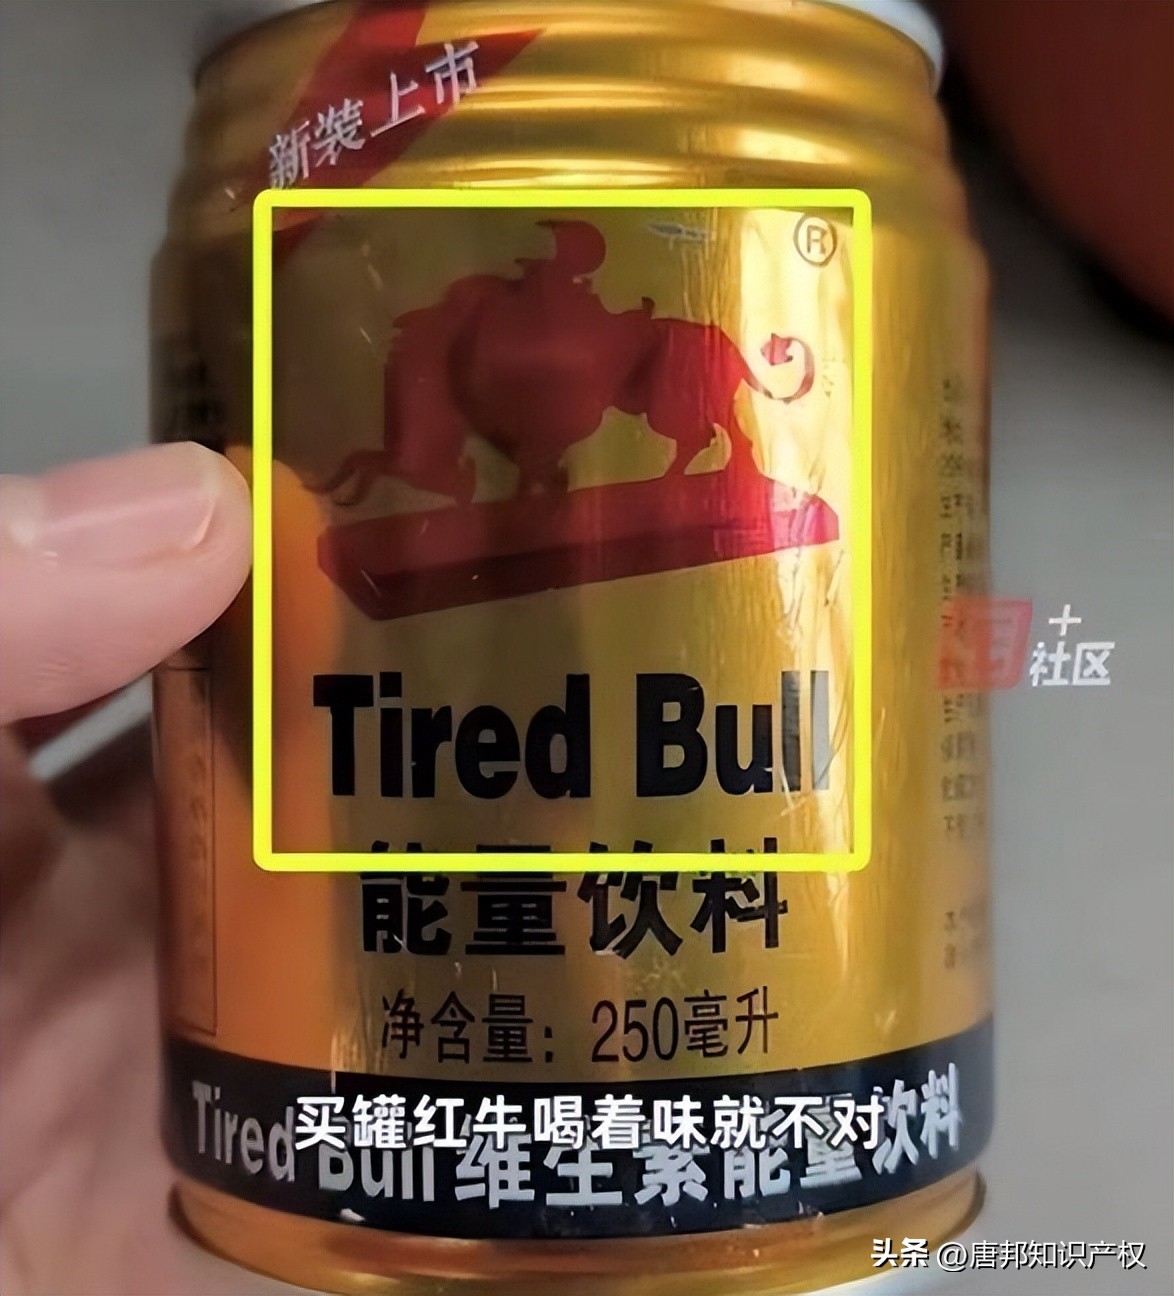 新装上市
®
Tired Bull
能量饮料
净含量：250毫升
Tired Bull 维生素能量饮料
买罐红牛喝着味就不对
+
社区
头条 @唐邦知识产权